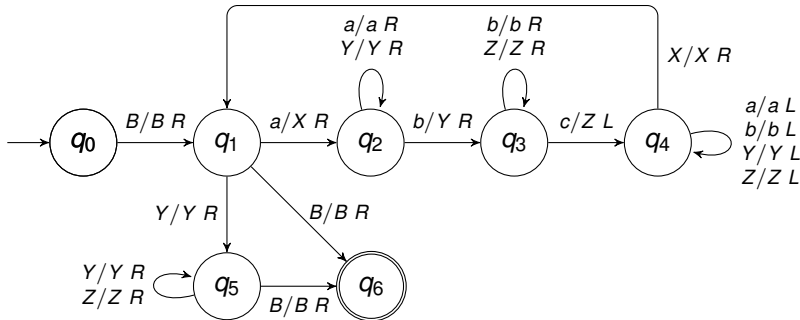 a/a R
Y/Y R
b/b R
Z/Z R
X/X R
q0
B/B R
q1
a/X R
q2
b/Y R
q3
c/Z L
q4
a/a L
b/b L
Y/Y L
Z/Z L
Y/Y R
B/B R
Y/Y R
Z/Z R
q5
B/B R
q6